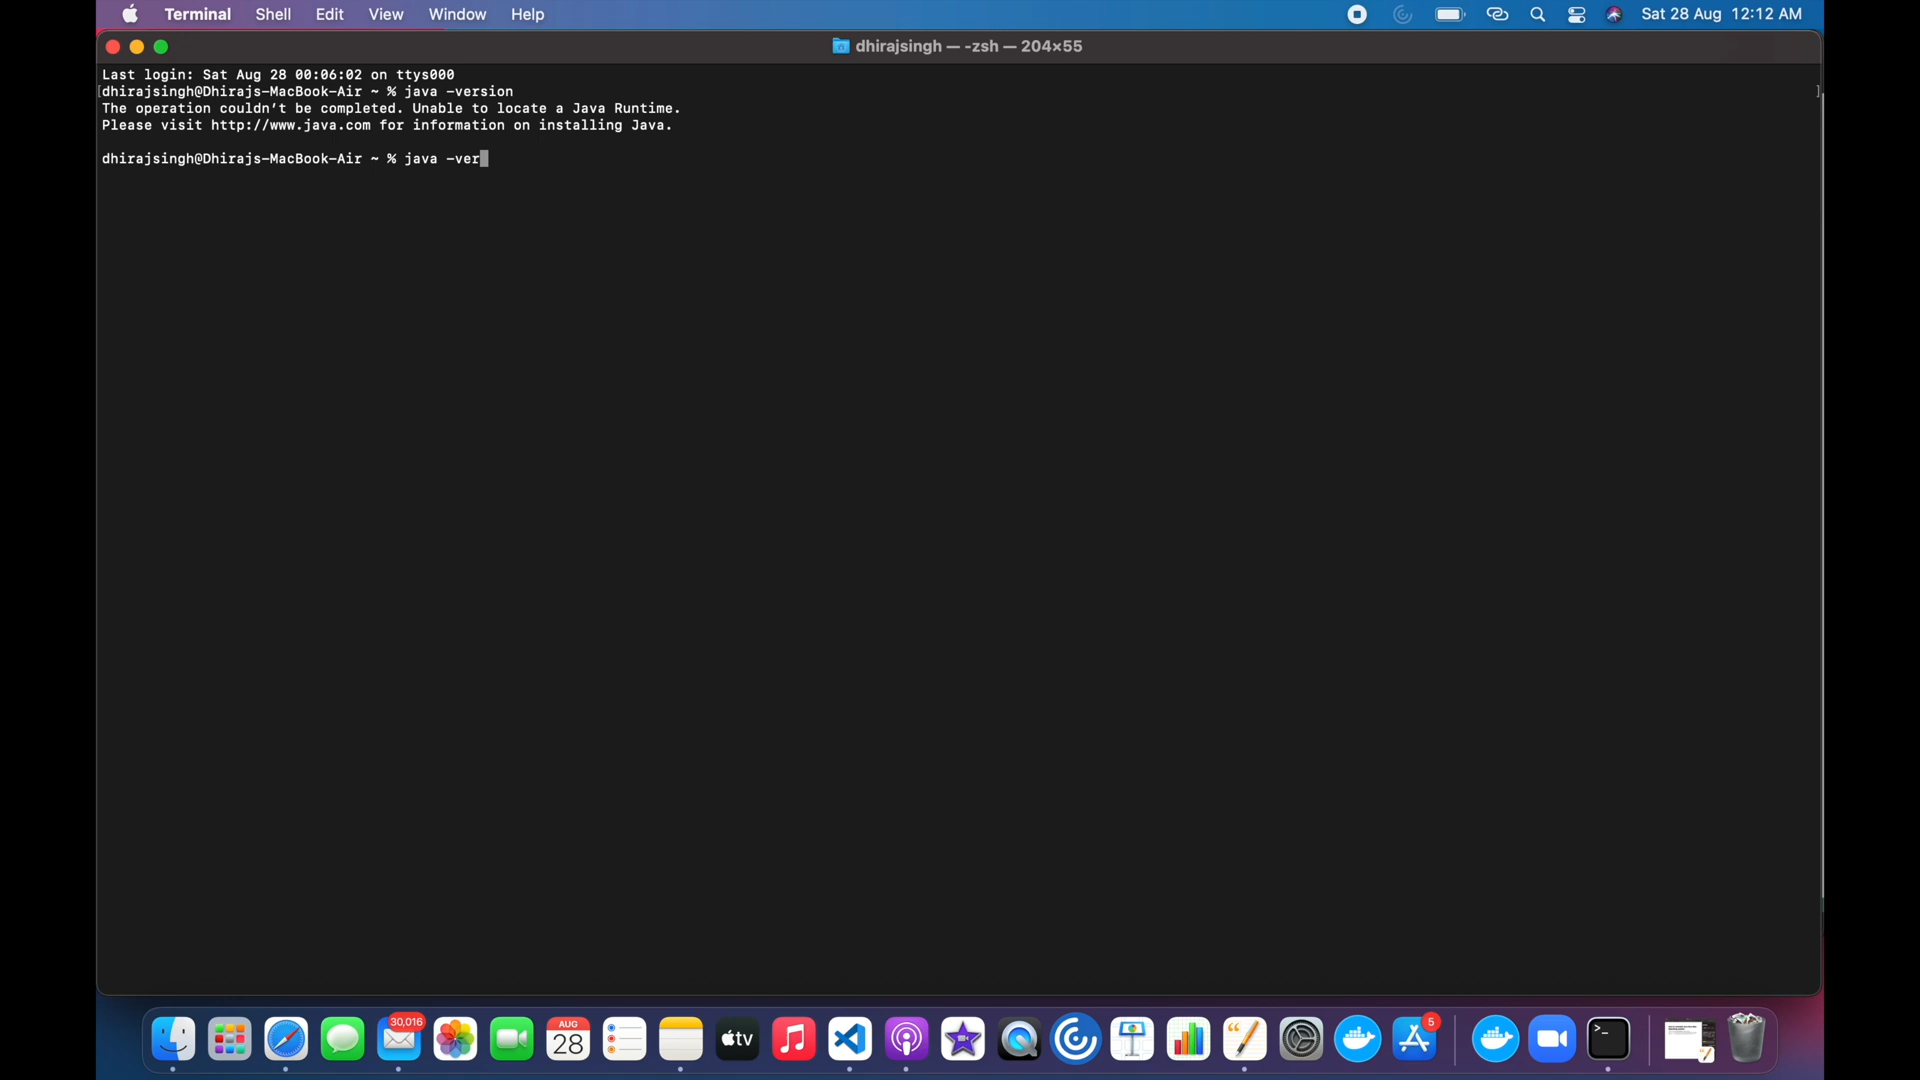 Terminal Shell Edit View Window Help Sat 28 Aug 12:12 AM
dhirajsingh — -zsh — 204×55
Last login: Sat Aug 28 00:06:02 on ttys000
[dhirajsingh@Dhirajs-MacBook-Air ~ % java -version ]
The operation couldn’t be completed. Unable to locate a Java Runtime.
Please visit http://www.java.com for information on installing Java.
dhirajsingh@Dhirajs-MacBook-Air ~ % java -ver
30,016
AUG
28
tv
5
>_